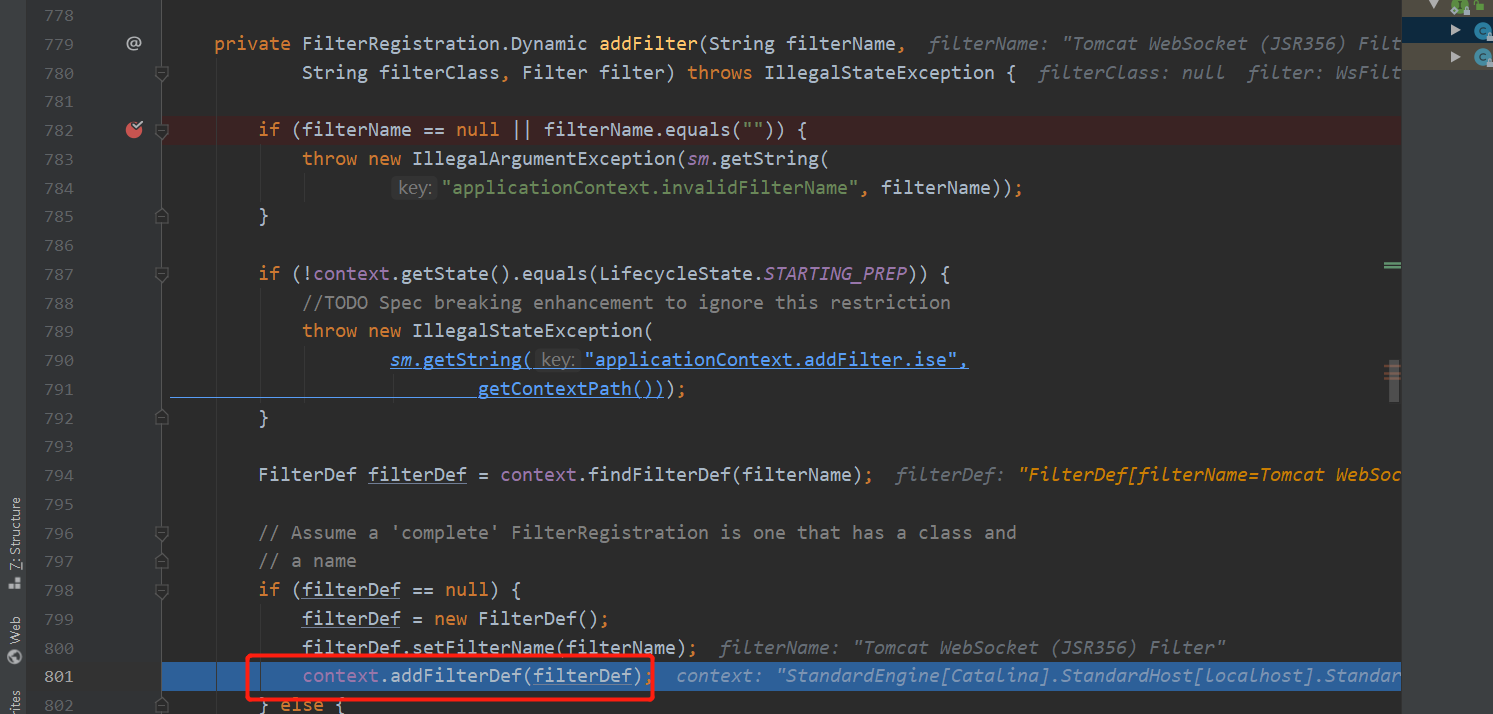 778
779 @ private FilterRegistration.Dynamic addFilter(String filterName, filterName: "Tomcat WebSocket (JSR356) Filt
780 String filterClass, Filter filter) throws IllegalStateException { filterClass: null filter: WsFilt
781
782 if (filterName == null || filterName.equals("")) {
783 throw new IllegalArgumentException(sm.getString(
784 key: "applicationContext.invalidFilterName", filterName));
785 }
786
787 if (!context.getState().equals(LifecycleState.STARTING_PREP)) {
788 //TODO Spec breaking enhancement to ignore this restriction
789 throw new IllegalStateException(
790 sm.getString( key: "applicationContext.addFilter.ise",
791 getContextPath()));
792 }
793
794 FilterDef filterDef = context.findFilterDef(filterName); filterDef: "FilterDef[filterName=Tomcat WebSoc
795
796 // Assume a 'complete' FilterRegistration is one that has a class and
797 // a name
798 if (filterDef == null) {
799 filterDef = new FilterDef();
800 filterDef.setFilterName(filterName); filterName: "Tomcat WebSocket (JSR356) Filter"
801 context.addFilterDef(filterDef); context: "StandardEngine[Catalina].StandardHost[localhost].Standar
802 } else {
7: Structure
Web
rites